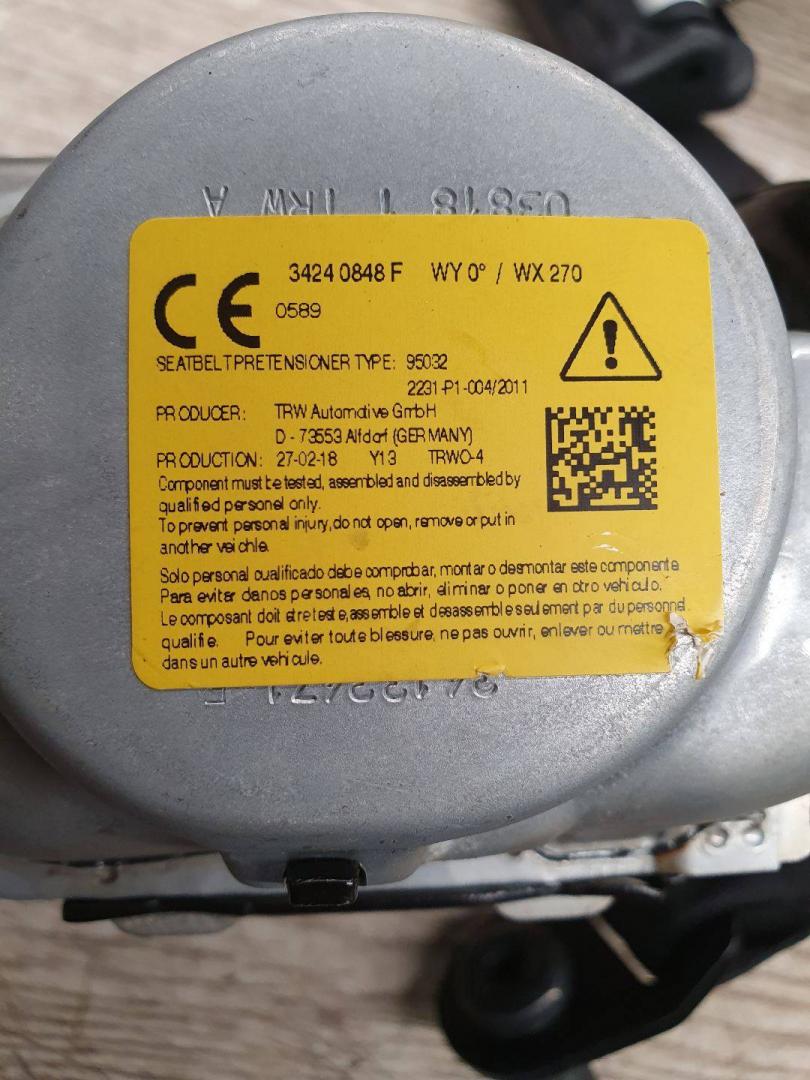 03818 1 TRW A
34240848 F WY 0° / WX 270
CE 0589
SEATBELTPRETENSIONER TYPE: 95032
2231-P1-004/2011
PRODUCER: TRW Automotive GmbH
D - 73553 Alfdorf (GERMANY)
PRODUCTION: 27-02-18 Y13 TRWO-4
Component must be tested, assembled and disassembled by
qualified personel only.
To prevent personal injury, do not open, remove or put in
another veichle.
Solo personal cualificado debe comprobar, montar o desmontar este componente
Para evitar danos personales, no abrir, eliminar o poner en otro vehiculo.
Le composant doit etre teste, assemble et desassemble seulement par du personnel
qualifie. Pour eviter toute blessure, ne pas ouvrir, enlever ou mettre
dans un autre vehicule.